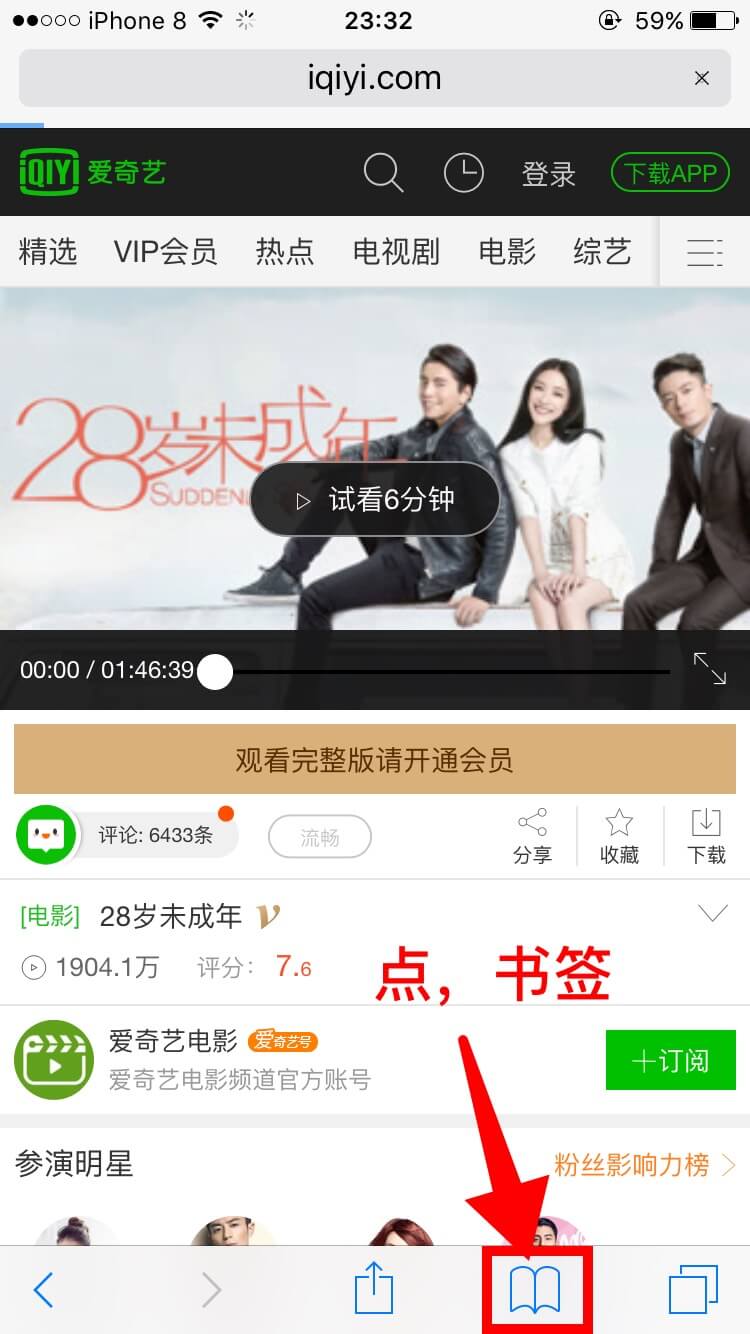 iPhone 8 23:32 59%
iqiyi.com
iQIYI 爱奇艺 登录 下载APP
精选 VIP会员 热点 电视剧 电影 综艺
28岁未成年
SUDDEN
▷ 试看6分钟
00:00 / 01:46:39
观看完整版请开通会员
评论: 6433条 流畅 分享 收藏 下载
[电影] 28岁未成年
1904.1万 评分: 7.6
点，书签
爱奇艺电影 爱奇艺号
爱奇艺电影频道官方账号
+订阅
参演明星 粉丝影响力榜